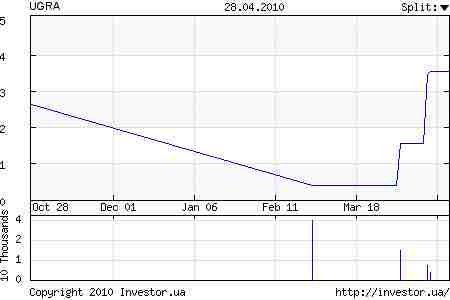 UGRA 28.04.2010 Split:
5
4
3
2
1
0
Oct 28 Dec 01 Jan 06 Feb 11 Mar 18
10 Thousands
4
2
1
0
Copyright 2010 Investor.ua http://investor.ua/